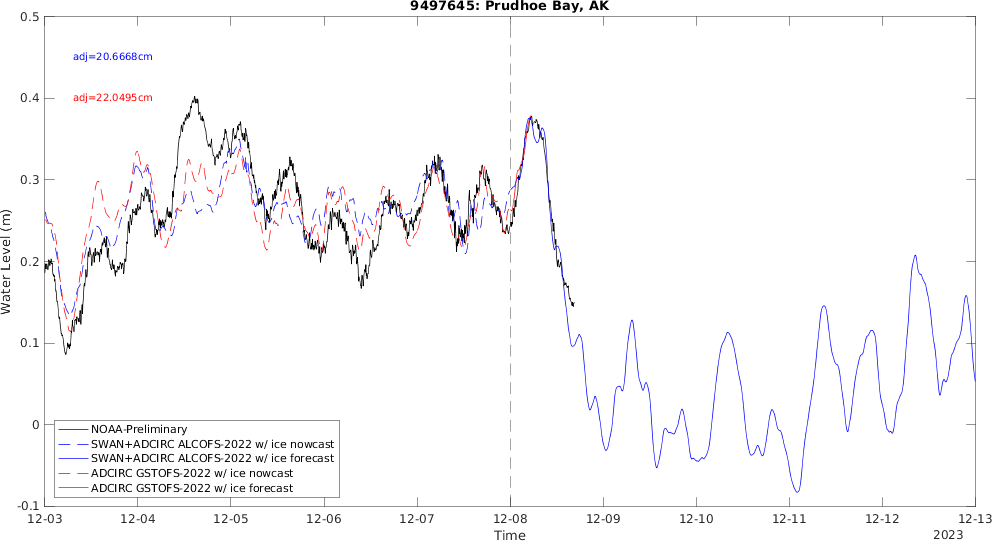 9497645: Prudhoe Bay, AK
0.5
0.4
0.3
0.2
0.1
0
-0.1
Water Level (m)
adj=20.6668cm
adj=22.0495cm
NOAA-Preliminary
SWAN+ADCIRC ALCOFS-2022 w/ ice nowcast
SWAN+ADCIRC ALCOFS-2022 w/ ice forecast
ADCIRC GSTOFS-2022 w/ ice nowcast
ADCIRC GSTOFS-2022 w/ ice forecast
12-03 12-04 12-05 12-06 12-07 12-08 12-09 12-10 12-11 12-12 12-13
Time
2023